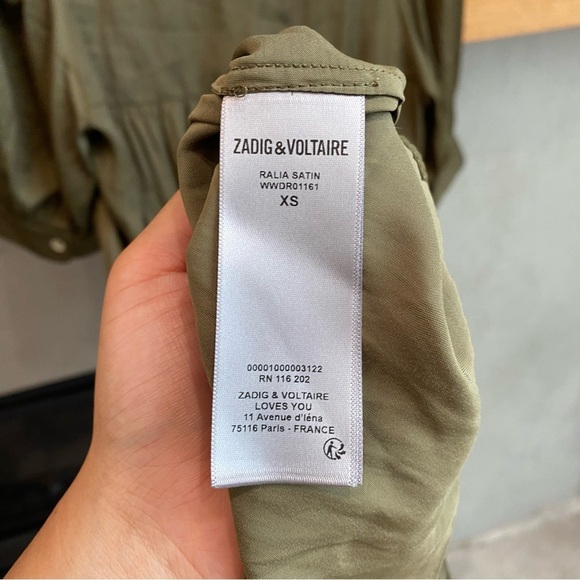 ZADIG & VOLTAIRE
RALIA SATIN
WWDR01161
XS
00001000003122
RN 116 202
ZADIG & VOLTAIRE
LOVES YOU
11 Avenue d'Iéna
75116 Paris - FRANCE